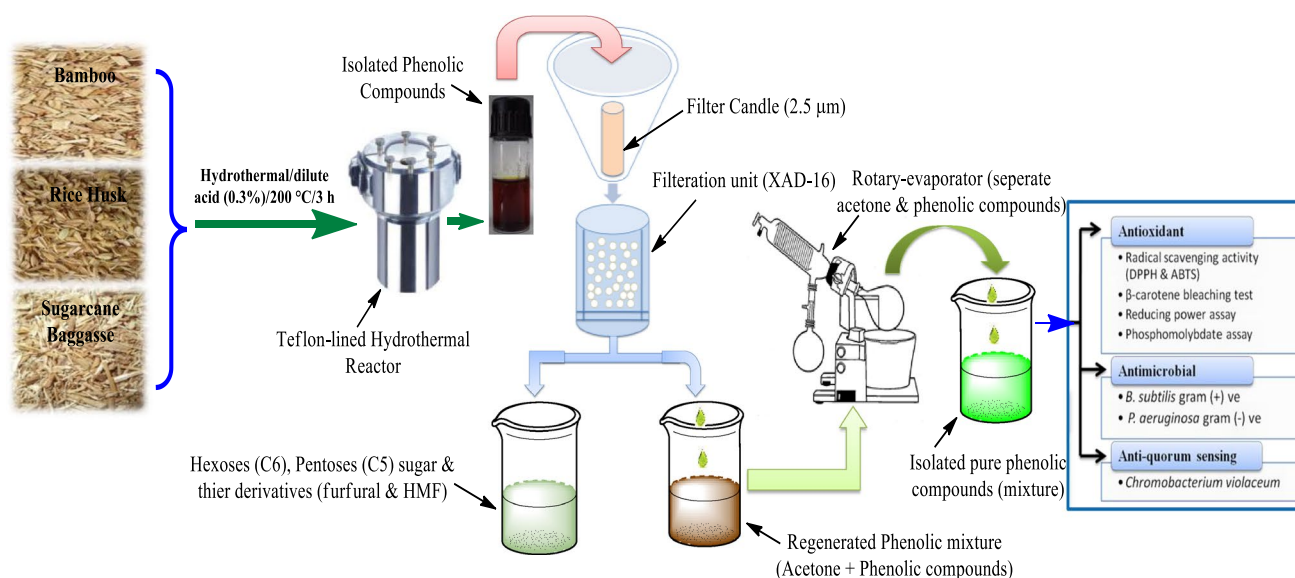 Bamboo
Rice Husk
Sugarcane
Baggasse
Hydrothermal/dilute
acid (0.3%)/200 °C/3 h
Teflon-lined Hydrothermal
Reactor
Isolated Phenolic
Compounds
Filter Candle (2.5 μm)
Filteration unit (XAD-16)
Hexoses (C6), Pentoses (C5) sugar &
thier derivatives (furfural & HMF)
Regenerated Phenolic mixture
(Acetone + Phenolic compounds)
Rotary-evaporator (seperate
acetone & phenolic compounds)
Isolated pure phenolic
compounds (mixture)
Antioxidant
• Radical scavenging activity
(DPPH & ABTS)
• β-carotene bleaching test
• Reducing power assay
• Phosphomolybdate assay
Antimicrobial
• B. subtilis gram (+) ve
• P. aeruginosa gram (-) ve
Anti-quorum sensing
• Chromobacterium violaceum